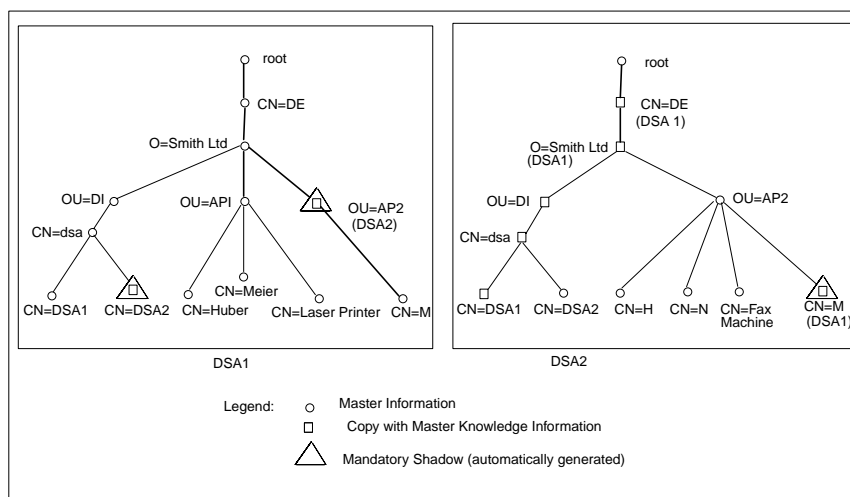 root
CN=DE
O=Smith Ltd
OU=DI
OU=API
OU=AP2
(DSA2)
CN=dsa
CN=DSA1
CN=DSA2
CN=Huber
CN=Meier
CN=Laser Printer
CN=M
DSA1
root
CN=DE
(DSA 1)
O=Smith Ltd
(DSA1)
OU=DI
OU=AP2
CN=dsa
CN=DSA1
CN=DSA2
CN=H
CN=N
CN=Fax
Machine
CN=M
(DSA1)
DSA2
Legend:
Master Information
Copy with Master Knowledge Information
Mandatory Shadow (automatically generated)